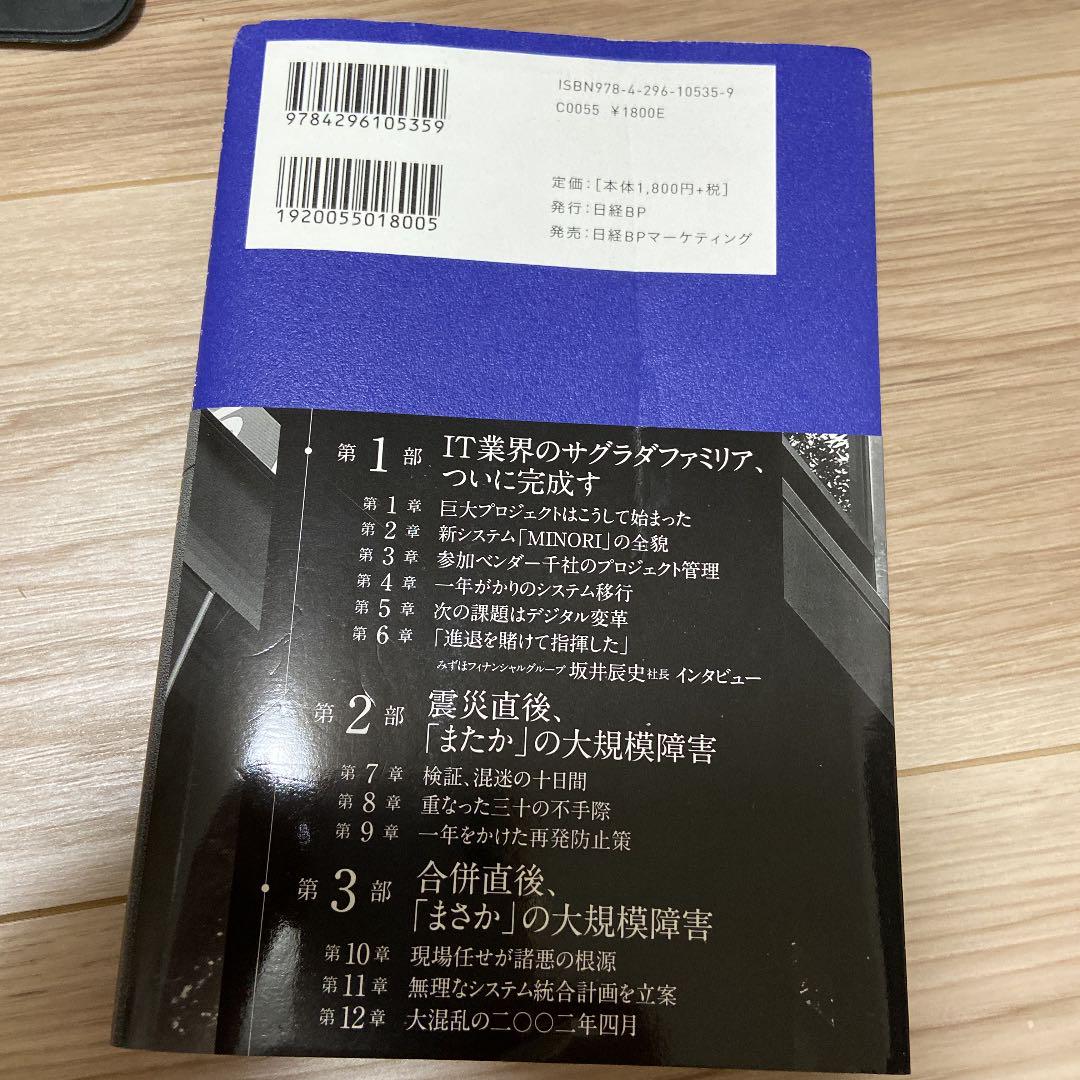 ISBN978-4-296-10535-9
C0055 ¥1800E
9784296105359
1920055018005
定価：[本体1,800円+税]
発行：日経BP
発売：日経BPマーケティング
第1部 IT業界のサグラダファミリア、
ついに完成す
第1章 巨大プロジェクトはこうして始まった
第2章 新システム「MINORI」の全貌
第3章 参加ベンダー千社のプロジェクト管理
第4章 一年がかりのシステム移行
第5章 次の課題はデジタル変革
第6章 「進退を賭けて指揮した」
みずほフィナンシャルグループ 坂井辰史社長 インタビュー
第2部 震災直後、
「またか」の大規模障害
第7章 検証、混迷の十日間
第8章 重なった三十の不手際
第9章 一年をかけた再発防止策
第3部 合併直後、
「まさか」の大規模障害
第10章 現場任せが諸悪の根源
第11章 無理なシステム統合計画を立案
第12章 大混乱の二〇〇二年四月